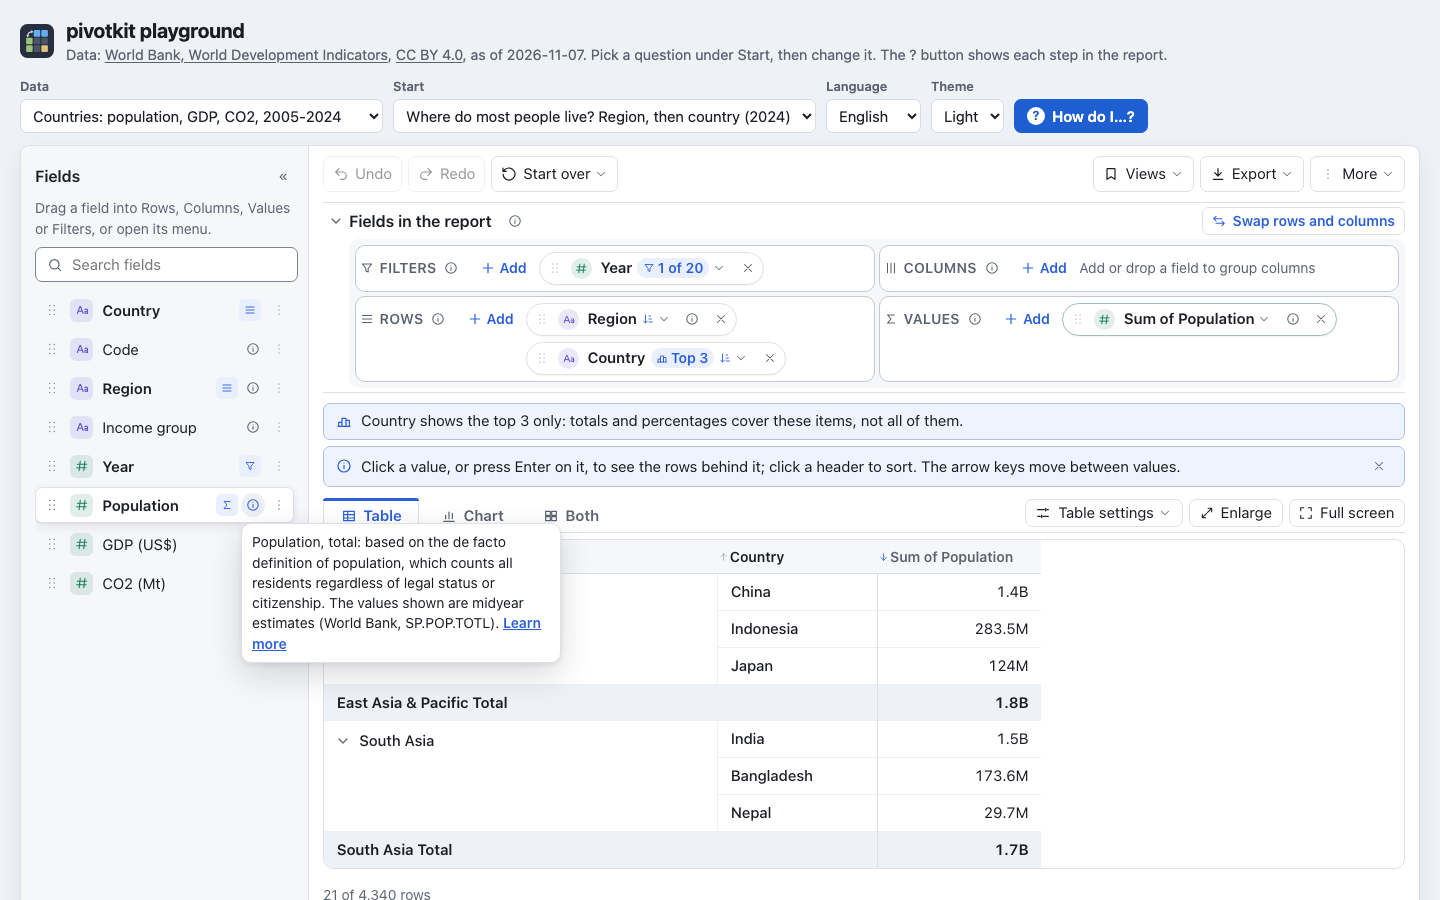 pivotkit playground
Data: World Bank, World Development Indicators, CC BY 4.0, as of 2026-11-07. Pick a question under Start, then change it. The ? button shows each step in the report.
Data
Start
Language
Theme
Countries: population, GDP, CO2, 2005-2024
Where do most people live? Region, then country (2024)
English
Light
? How do I...?
Fields
«
Undo
Redo
Start over
Views
Export
More
Drag a field into Rows, Columns, Values
or Filters, or open its menu.
Search fields
Fields in the report
Swap rows and columns
FILTERS
+ Add
# Year
1 of 20
COLUMNS
+ Add
Add or drop a field to group columns
ROWS
+ Add
Aa Region
Aa Country
Top 3
Σ VALUES
+ Add
# Sum of Population
Aa Country
Aa Code
Aa Region
Aa Income group
# Year
# Population Σ
# GDP (US$)
# CO2 (Mt)
Country shows the top 3 only: totals and percentages cover these items, not all of them.
Click a value, or press Enter on it, to see the rows behind it; click a header to sort. The arrow keys move between values.
Table
Chart
Both
Table settings
Enlarge
Full screen
Population, total: based on the de facto
definition of population, which counts all
residents regardless of legal status or
citizenship. The values shown are midyear
estimates (World Bank, SP.POP.TOTL). Learn
more
↑ Country
↓ Sum of Population
China 1.4B
Indonesia 283.5M
Japan 124M
East Asia & Pacific Total 1.8B
South Asia
India 1.5B
Bangladesh 173.6M
Nepal 29.7M
South Asia Total 1.7B
21 of 4,340 rows